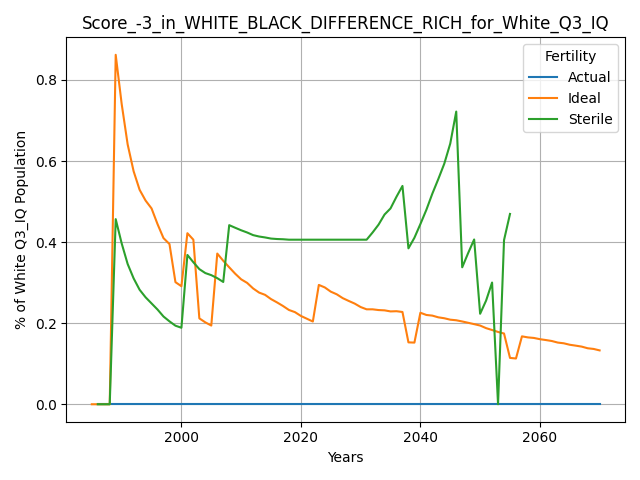 Score_-3_in_WHITE_BLACK_DIFFERENCE_RICH_for_White_Q3_IQ
Fertility
Actual
Ideal
Sterile
% of White Q3_IQ Population
0.8
0.6
0.4
0.2
0.0
2000
2020
2040
2060
Years